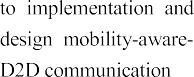 to implementation and
design mobility-aware-
D2D communication